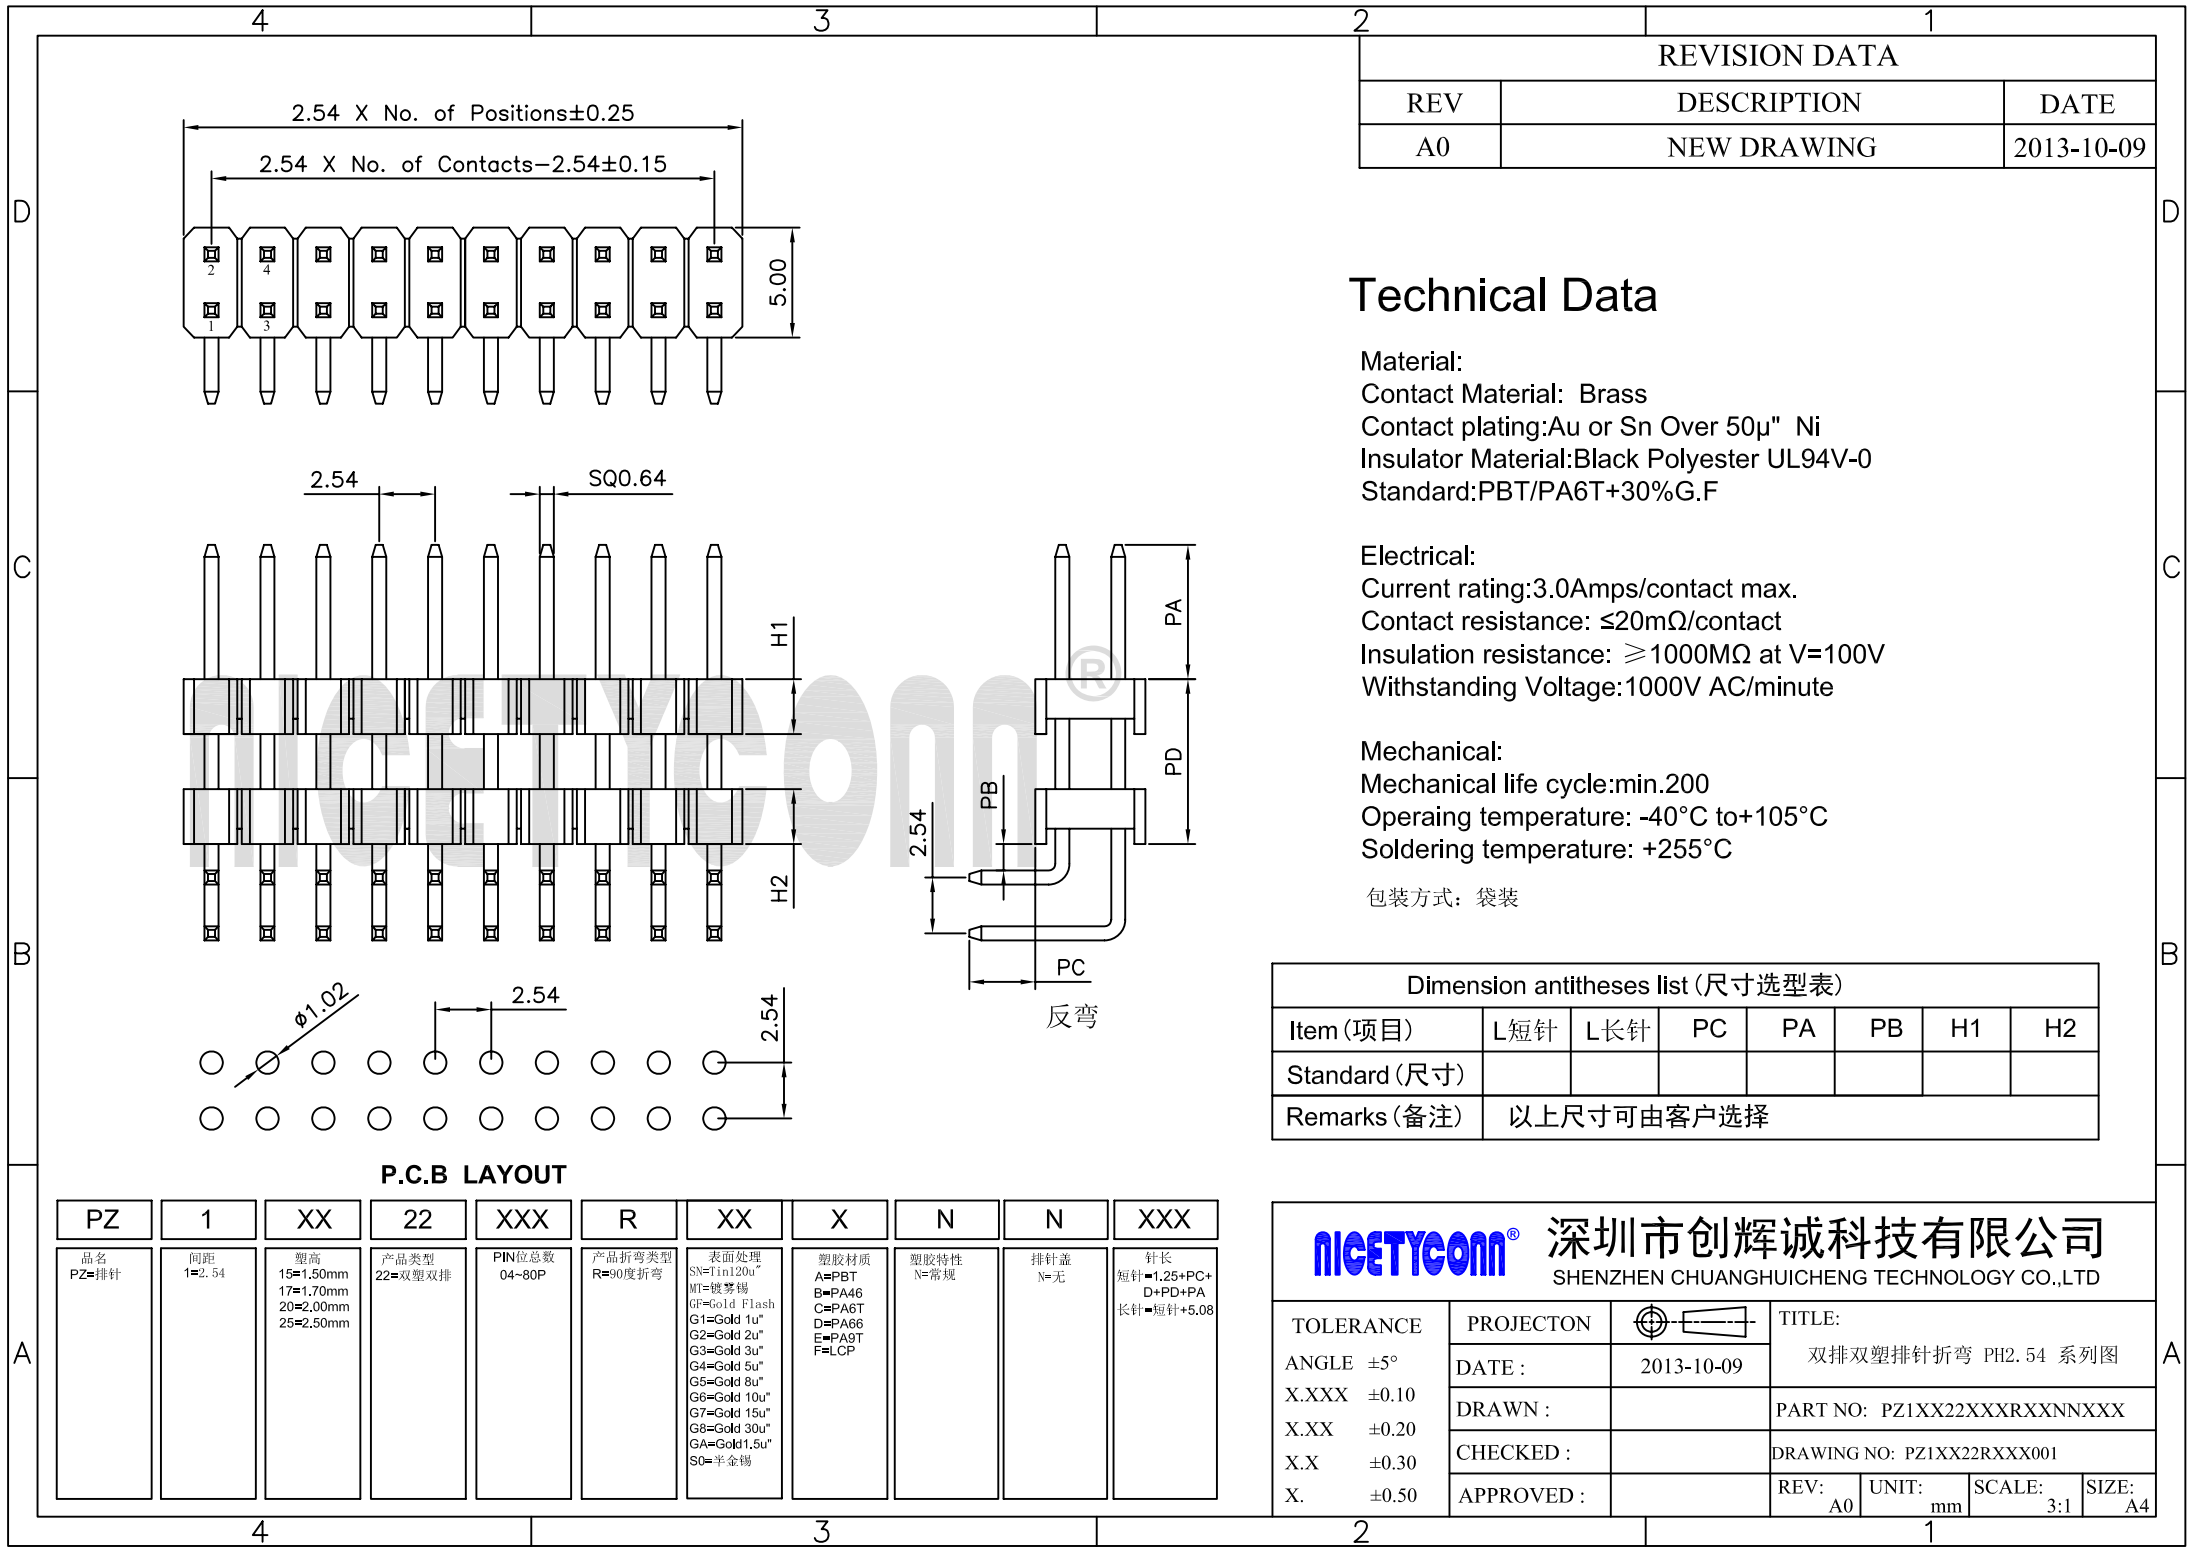 4 3 2 1
REVISION DATA
REV DESCRIPTION DATE
A0 NEW DRAWING 2013-10-09
D D
C C
B B
A A
2.54 X No. of Positions±0.25
2.54 X No. of Contacts-2.54±0.15
5.00
2 4
1 3
2.54 SQ0.64
H1
H2
PA
PD
PB
2.54
PC
反弯
NICETYCONN®
ø1.02 2.54 2.54
P.C.B LAYOUT
Technical Data
Material:
Contact Material: Brass
Contact plating:Au or Sn Over 50µ" Ni
Insulator Material:Black Polyester UL94V-0
Standard:PBT/PA6T+30%G.F
Electrical:
Current rating:3.0Amps/contact max.
Contact resistance: ≤20mΩ/contact
Insulation resistance: ≥1000MΩ at V=100V
Withstanding Voltage:1000V AC/minute
Mechanical:
Mechanical life cycle:min.200
Operaing temperature: -40°C to+105°C
Soldering temperature: +255°C
包装方式：袋装
Dimension antitheses list(尺寸选型表)
Item(项目) L短针 L长针 PC PA PB H1 H2
Standard(尺寸)
Remarks(备注) 以上尺寸可由客户选择
PZ 1 XX 22 XXX R XX X N N XXX
品名
PZ=排针
间距
1=2.54
塑高
15=1.50mm
17=1.70mm
20=2.00mm
25=2.50mm
产品类型
22=双塑双排
PIN位总数
04~80P
产品折弯类型
R=90度折弯
表面处理
SN=Tin120u"
MT=镀雾锡
GF=Gold Flash
G1=Gold 1u"
G2=Gold 2u"
G3=Gold 3u"
G4=Gold 5u"
G5=Gold 8u"
G6=Gold 10u"
G7=Gold 15u"
G8=Gold 30u"
GA=Gold1.5u"
S0=半金锡
塑胶材质
A=PBT
B=PA46
C=PA6T
D=PA66
E=PA9T
F=LCP
塑胶特性
N=常规
排针盖
N=无
针长
短针=1.25+PC+
D+PD+PA
长针=短针+5.08
NICETYCONN® 深圳市创辉诚科技有限公司
SHENZHEN CHUANGHUICHENG TECHNOLOGY CO.,LTD
TOLERANCE
ANGLE ±5°
X.XXX ±0.10
X.XX ±0.20
X.X ±0.30
X. ±0.50
PROJECTON
DATE : 2013-10-09
DRAWN :
CHECKED :
APPROVED :
TITLE:
双排双塑排针折弯 PH2.54 系列图
PART NO: PZ1XX22XXXRXXNNXXX
DRAWING NO: PZ1XX22RXXX001
REV: A0 UNIT: mm SCALE: 3:1 SIZE: A4
4 3 2 1